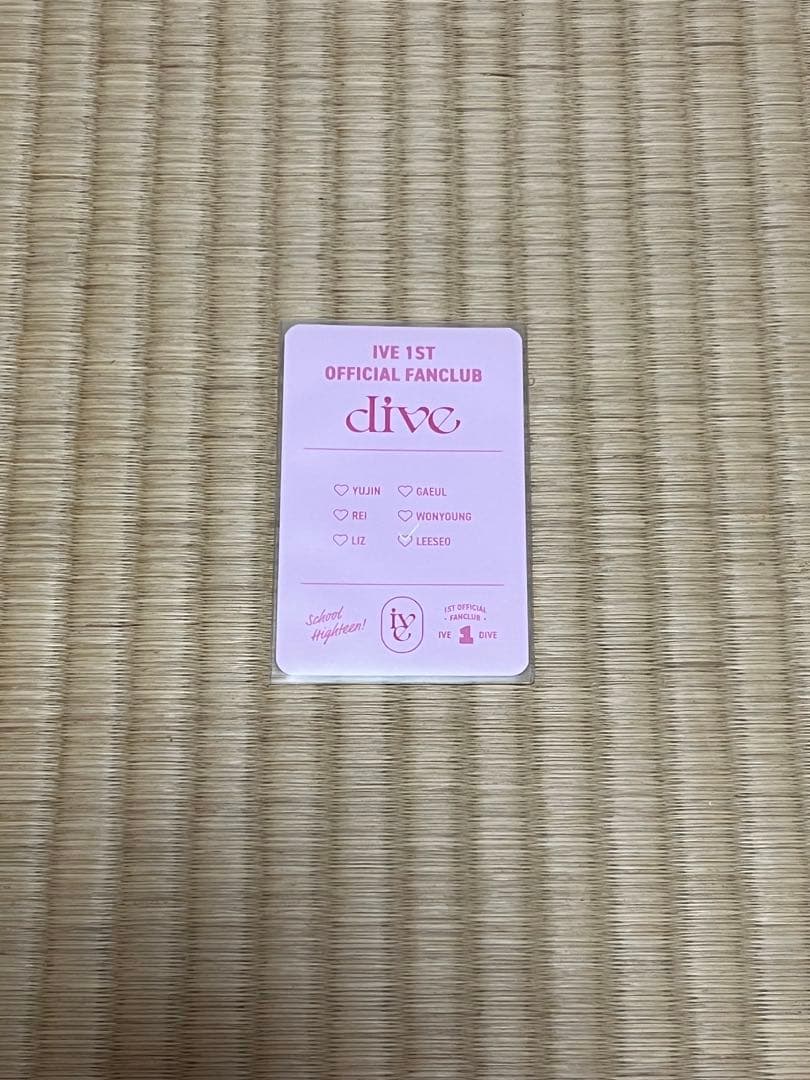 IVE 1ST
OFFICIAL FANCLUB
dive
YUJIN GAEUL
REI WONYOUNG
LIZ LEESEO
School
Highteen!
ive
1ST OFFICIAL
- FANCLUB -
IVE 1 DIVE